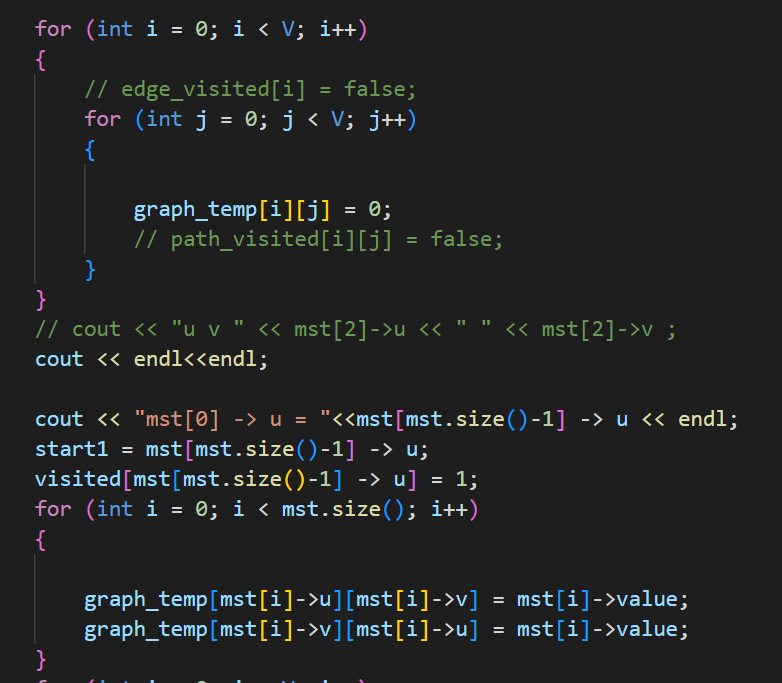 for (int i = 0; i < V; i++)
{
// edge_visited[i] = false;
for (int j = 0; j < V; j++)
{
graph_temp[i][j] = 0;
// path_visited[i][j] = false;
}
}
// cout << "u v " << mst[2]->u << " " << mst[2]->v ;
cout << endl<<endl;
cout << "mst[0] -> u = "<<mst[mst.size()-1] -> u << endl;
start1 = mst[mst.size()-1] -> u;
visited[mst[mst.size()-1] -> u] = 1;
for (int i = 0; i < mst.size(); i++)
{
graph_temp[mst[i]->u][mst[i]->v] = mst[i]->value;
graph_temp[mst[i]->v][mst[i]->u] = mst[i]->value;
}